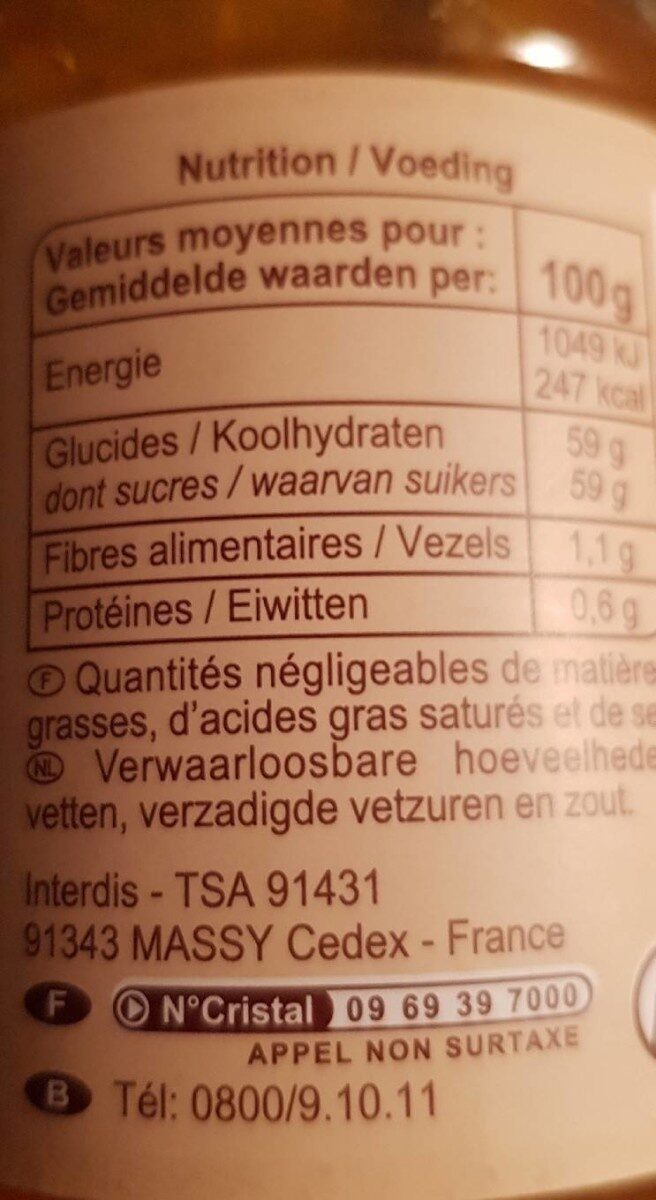 Nutrition / Voeding
Valeurs moyennes pour :
Gemiddelde waarden per: 100g
Energie 1049 kJ
247 kcal
Glucides / Koolhydraten 59 g
dont sucres / waarvan suikers 59 g
Fibres alimentaires / Vezels 1,1 g
Protéines / Eiwitten 0,6 g
F Quantités négligeables de matière
grasses, d'acides gras saturés et de se
NL Verwaarloosbare hoeveelhede
vetten, verzadigde vetzuren en zout.
Interdis - TSA 91431
91343 MASSY Cedex - France
F N°Cristal 09 69 39 7000
APPEL NON SURTAXE
B Tél: 0800/9.10.11